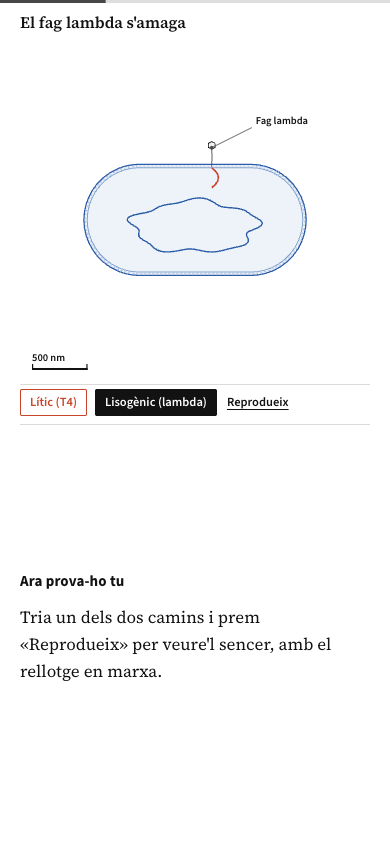 El fag lambda s'amaga
Fag lambda
500 nm
Lític (T4)
Lisogènic (lambda)
Reprodueix
Ara prova-ho tu
Tria un dels dos camins i prem
«Reprodueix» per veure'l sencer, amb el
rellotge en marxa.